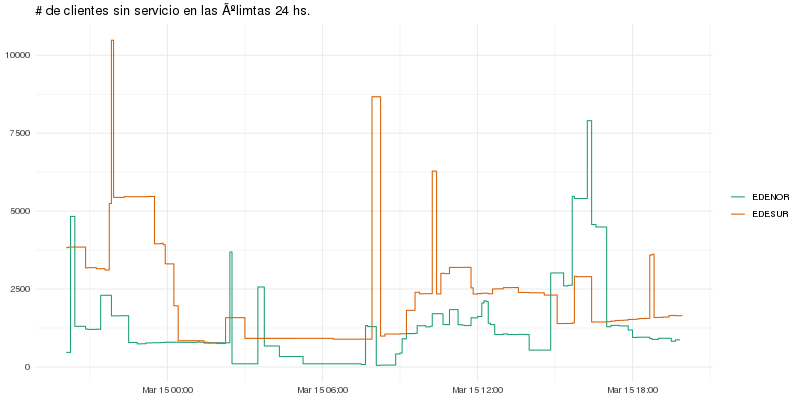 # de clientes sin servicio en las Ãºlimtas 24 hs.
10000
7500
5000
2500
0
Mar 15 00:00
Mar 15 06:00
Mar 15 12:00
Mar 15 18:00
EDENOR
EDESUR